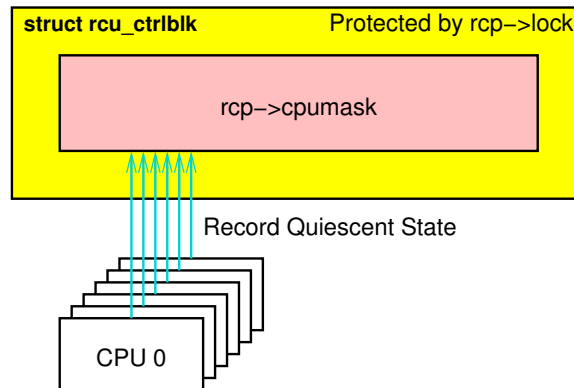 struct rcu_ctrlblk Protected by rcp->lock
rcp->cpumask
Record Quiescent State
CPU 0